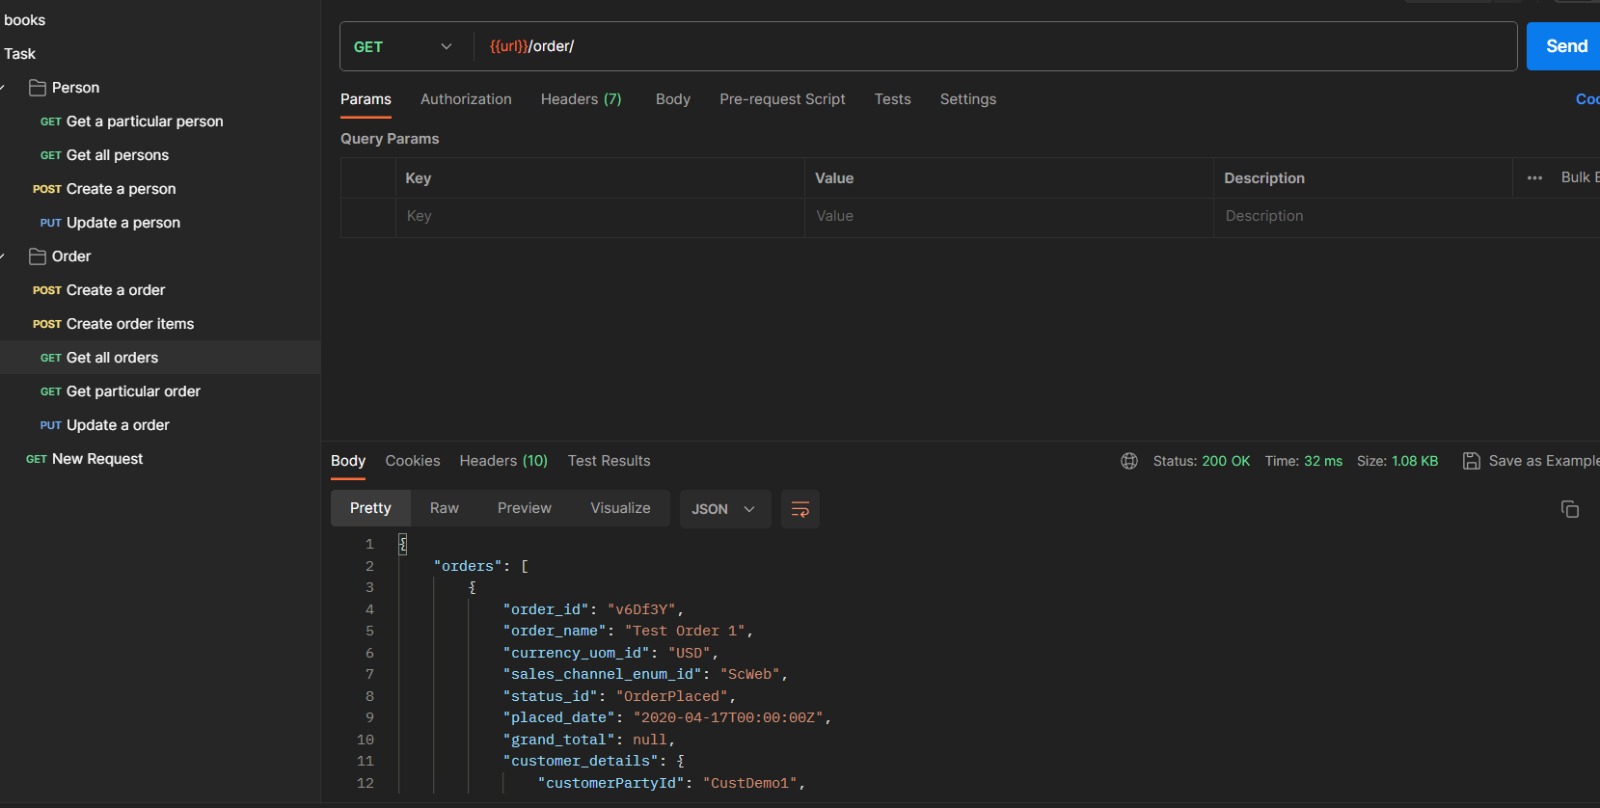 books
Task
Person
GET Get a particular person
GET Get all persons
POST Create a person
PUT Update a person
Order
POST Create a order
POST Create order items
GET Get all orders
GET Get particular order
PUT Update a order
GET New Request
GET {{url}}/order/ Send
Params Authorization Headers (7) Body Pre-request Script Tests Settings Coo
Query Params
Key Value Description ••• Bulk E
Key Value Description
Body Cookies Headers (10) Test Results Status: 200 OK Time: 32 ms Size: 1.08 KB Save as Example
Pretty Raw Preview Visualize JSON
1 {
2 "orders": [
3 {
4 "order_id": "v6Df3Y",
5 "order_name": "Test Order 1",
6 "currency_uom_id": "USD",
7 "sales_channel_enum_id": "ScWeb",
8 "status_id": "OrderPlaced",
9 "placed_date": "2020-04-17T00:00:00Z",
10 "grand_total": null,
11 "customer_details": {
12 "customerPartyId": "CustDemo1",